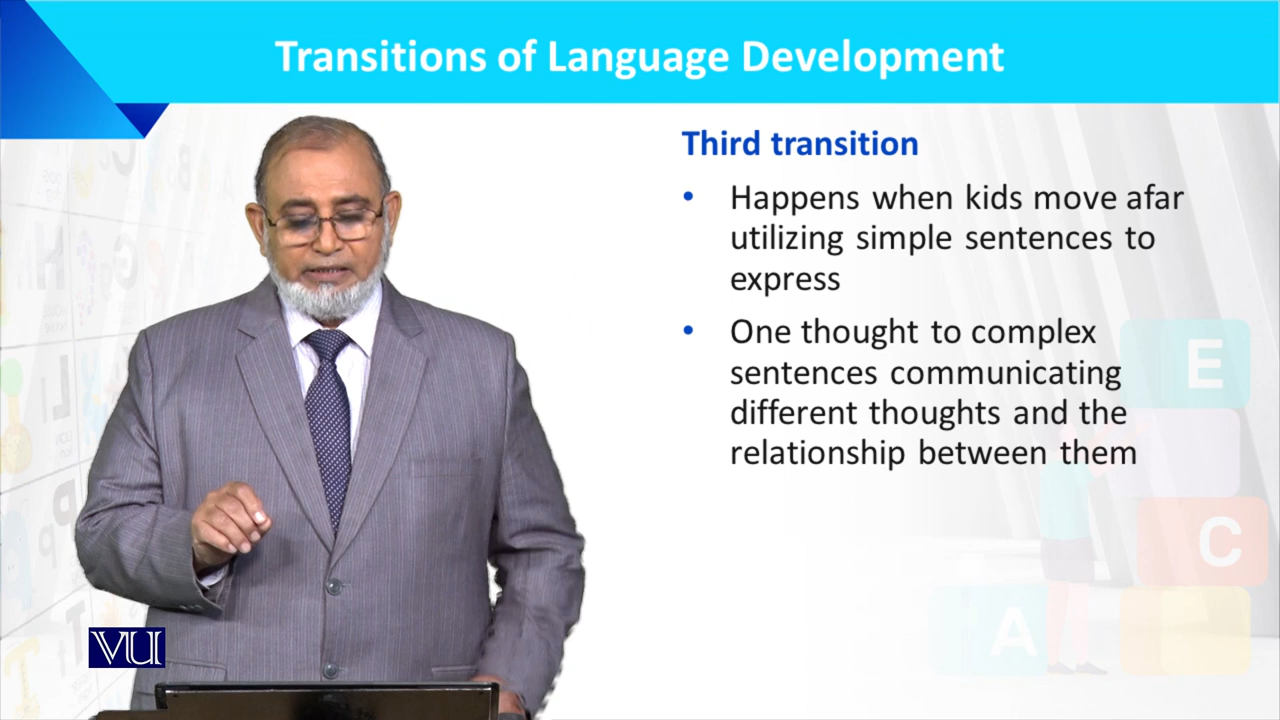 Transitions of Language Development
Third transition
• Happens when kids move afar
utilizing simple sentences to
express
• One thought to complex
sentences communicating
different thoughts and the
relationship between them
E
C
A
VU